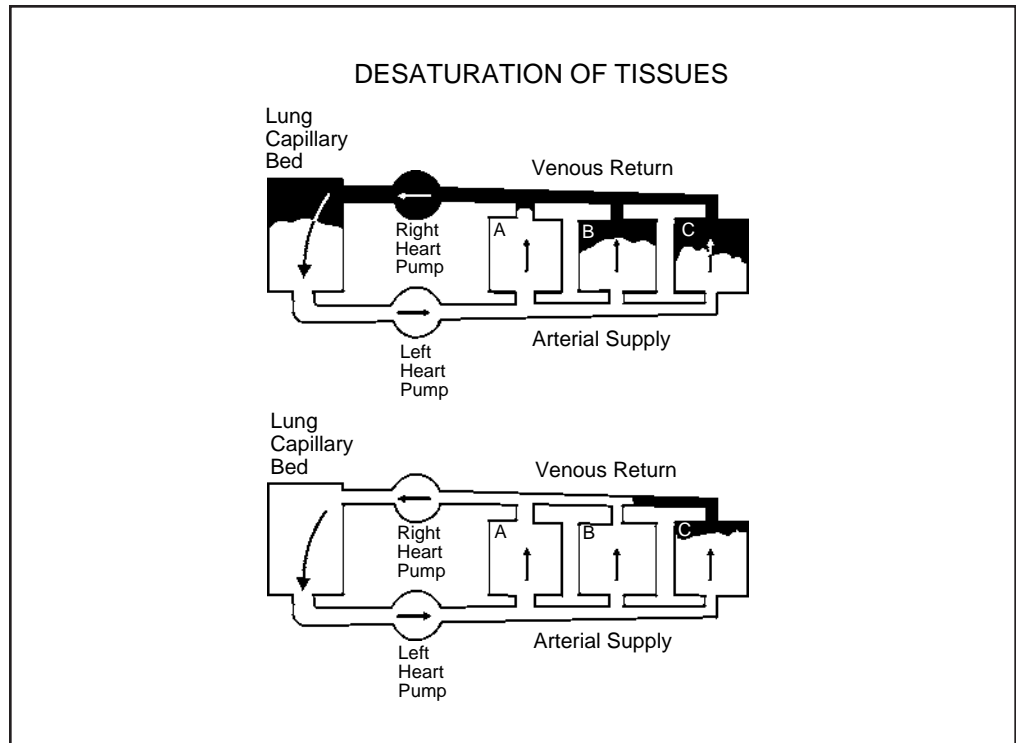 DESATURATION OF TISSUES
Lung
Capillary
Bed
Venous Return
A
B
C
Right
Heart
Pump
Left
Heart
Pump
Arterial Supply
Lung
Capillary
Bed
Venous Return
Right
Heart
Pump
A
B
C
Left
Heart
Pump
Arterial Supply